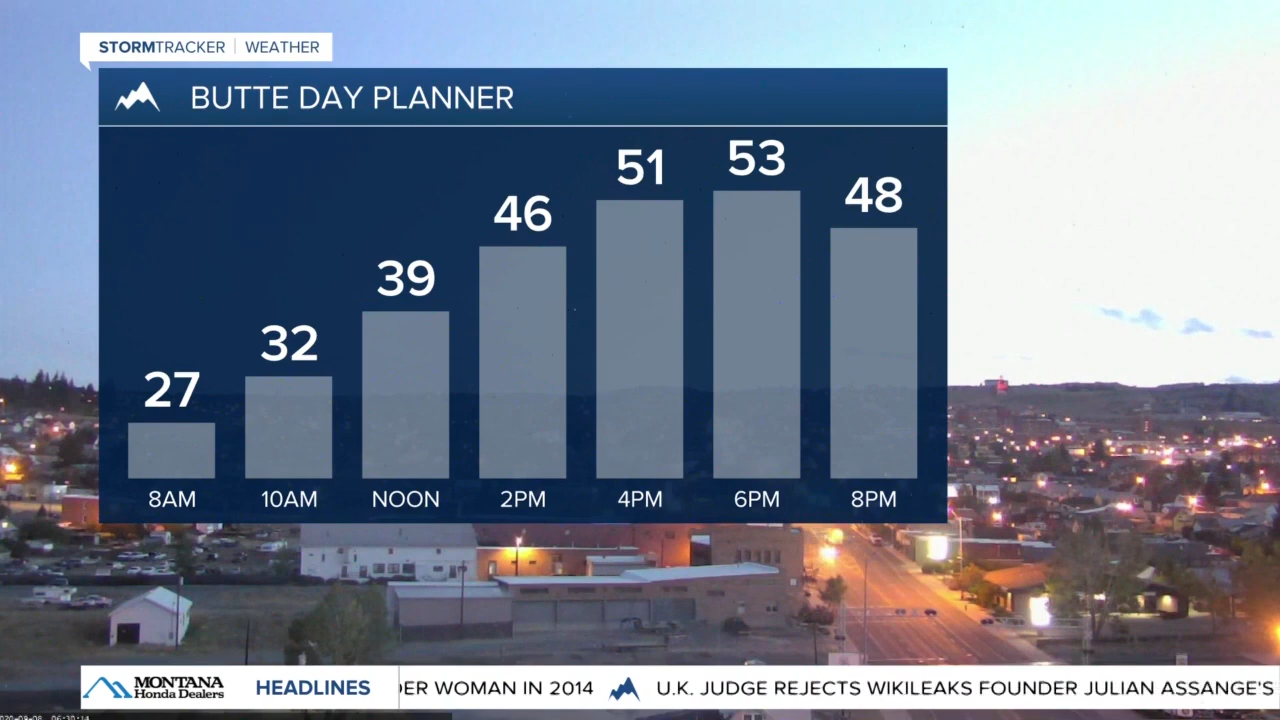 STORMTRACKER | WEATHER
BUTTE DAY PLANNER
27 32 39 46 51 53 48
8AM 10AM NOON 2PM 4PM 6PM 8PM
MONTANA
Honda Dealers
HEADLINES
DER WOMAN IN 2014 U.K. JUDGE REJECTS WIKILEAKS FOUNDER JULIAN ASSANGE'S